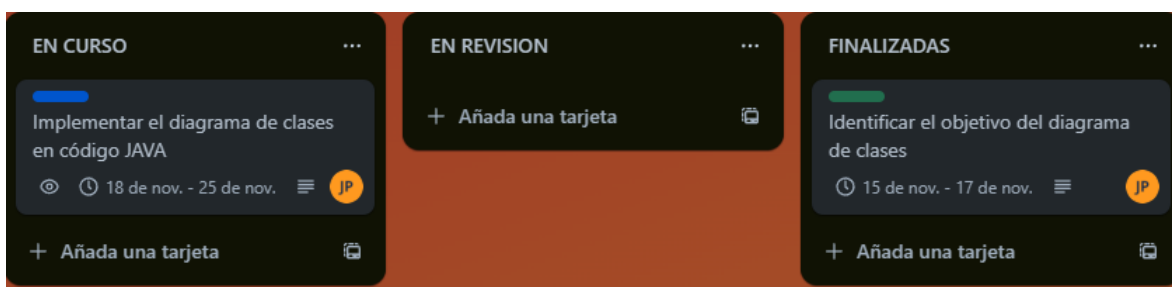 EN CURSO
Implementar el diagrama de clases
en código JAVA
18 de nov. - 25 de nov.
JP
Añada una tarjeta
EN REVISION
Añada una tarjeta
FINALIZADAS
Identificar el objetivo del diagrama
de clases
15 de nov. - 17 de nov.
JP
Añada una tarjeta